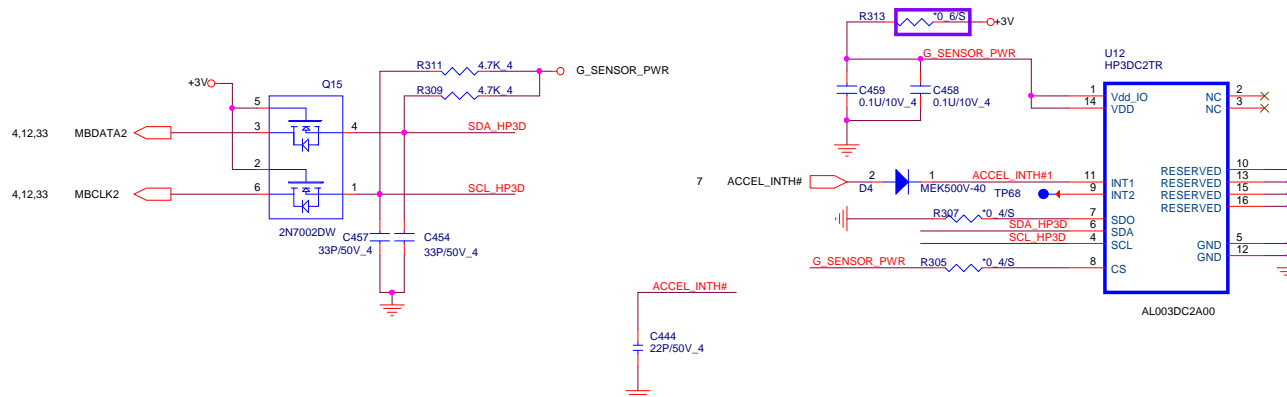 R313
*0_6/S
+3V
G_SENSOR_PWR
U12
HP3DC2TR
R311
4.7K_4
G_SENSOR_PWR
R309
4.7K_4
+3V
Q15
C459
0.1U/10V_4
C458
0.1U/10V_4
1
14
Vdd_IO
VDD
NC
NC
2
3
5
3
4
SDA_HP3D
4,12,33
MBDATA2
2
6
1
SCL_HP3D
4,12,33
MBCLK2
2N7002DW
C457
33P/50V_4
C454
33P/50V_4
7
ACCEL_INTH#
2
D4
1
MEK500V-40
ACCEL_INTH#1
TP68
11
9
INT1
INT2
RESERVED
RESERVED
RESERVED
RESERVED
10
13
15
16
R307
*0_4/S
SDA_HP3D
SCL_HP3D
7
6
4
SDO
SDA
SCL
GND
GND
5
12
G_SENSOR_PWR
R305
*0_4/S
8
CS
AL003DC2A00
ACCEL_INTH#
C444
22P/50V_4